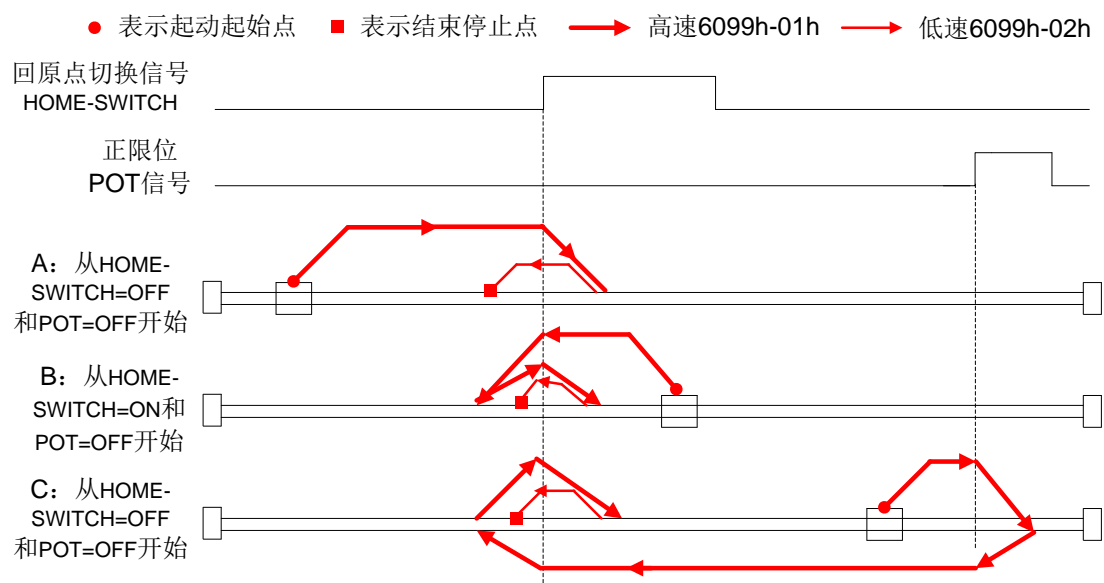 表示起动起始点 表示结束停止点 高速6099h-01h 低速6099h-02h
回原点切换信号
HOME-SWITCH
正限位
POT信号
A：从HOME-
SWITCH=OFF
和POT=OFF开始
B：从HOME-
SWITCH=ON和
POT=OFF开始
C：从HOME-
SWITCH=OFF
和POT=OFF开始